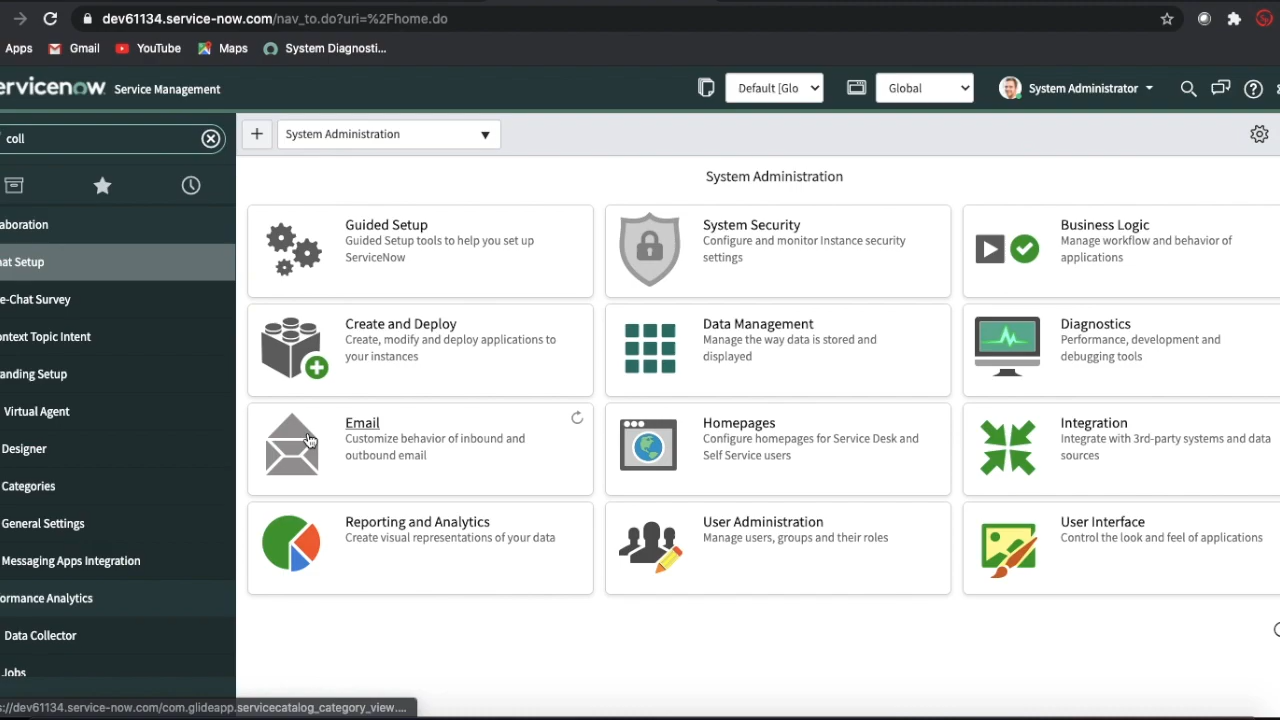 dev61134.service-now.com/nav_to.do?uri=%2Fhome.do
Apps Gmail YouTube Maps System Diagnosti...
ervicenow Service Management
Default [Glo
Global
System Administrator
coll
System Administration
System Administration
aboration
nat Setup
e-Chat Survey
ontext Topic Intent
anding Setup
Virtual Agent
Designer
Categories
General Settings
Messaging Apps Integration
ormance Analytics
Data Collector
Jobs
Guided Setup
Guided Setup tools to help you set up
ServiceNow
System Security
Configure and monitor Instance security
settings
Business Logic
Manage workflow and behavior of
applications
Create and Deploy
Create, modify and deploy applications to
your instances
Data Management
Manage the way data is stored and
displayed
Diagnostics
Performance, development and
debugging tools
Email
Customize behavior of inbound and
outbound email
Homepages
Configure homepages for Service Desk and
Self Service users
Integration
Integrate with 3rd-party systems and data
sources
Reporting and Analytics
Create visual representations of your data
User Administration
Manage users, groups and their roles
User Interface
Control the look and feel of applications
s://dev61134.service-now.com/com.glideapp.servicecatalog_category_view....